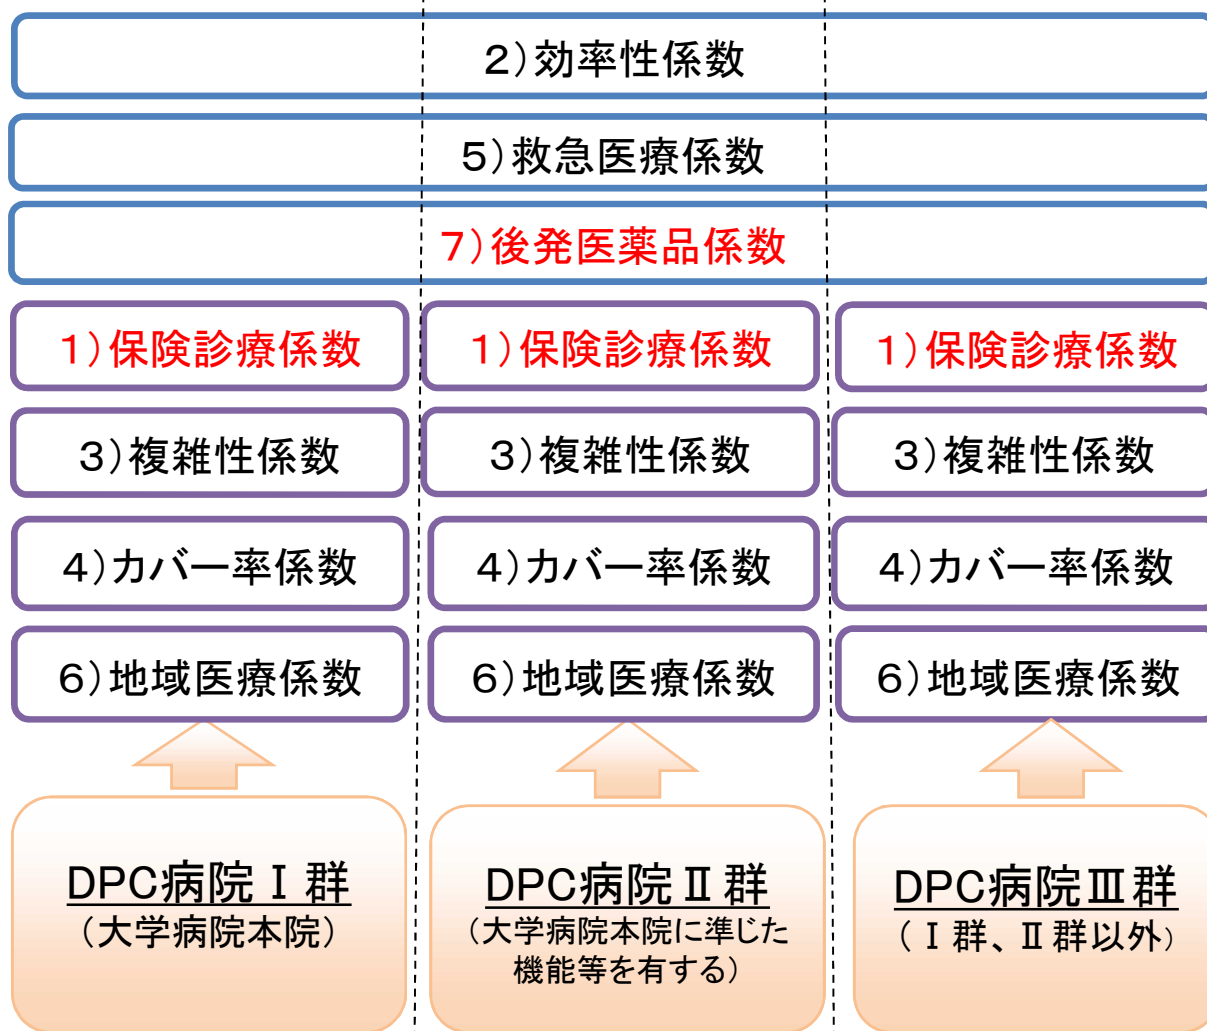 ２）効率性係数
５）救急医療係数
７）後発医薬品係数
１）保険診療係数
１）保険診療係数
１）保険診療係数
３）複雑性係数
３）複雑性係数
３）複雑性係数
４）カバー率係数
４）カバー率係数
４）カバー率係数
６）地域医療係数
６）地域医療係数
６）地域医療係数
DPC病院Ⅰ群
（大学病院本院）
DPC病院Ⅱ群
（大学病院本院に準じた
機能等を有する）
DPC病院Ⅲ群
（Ⅰ群、Ⅱ群以外）